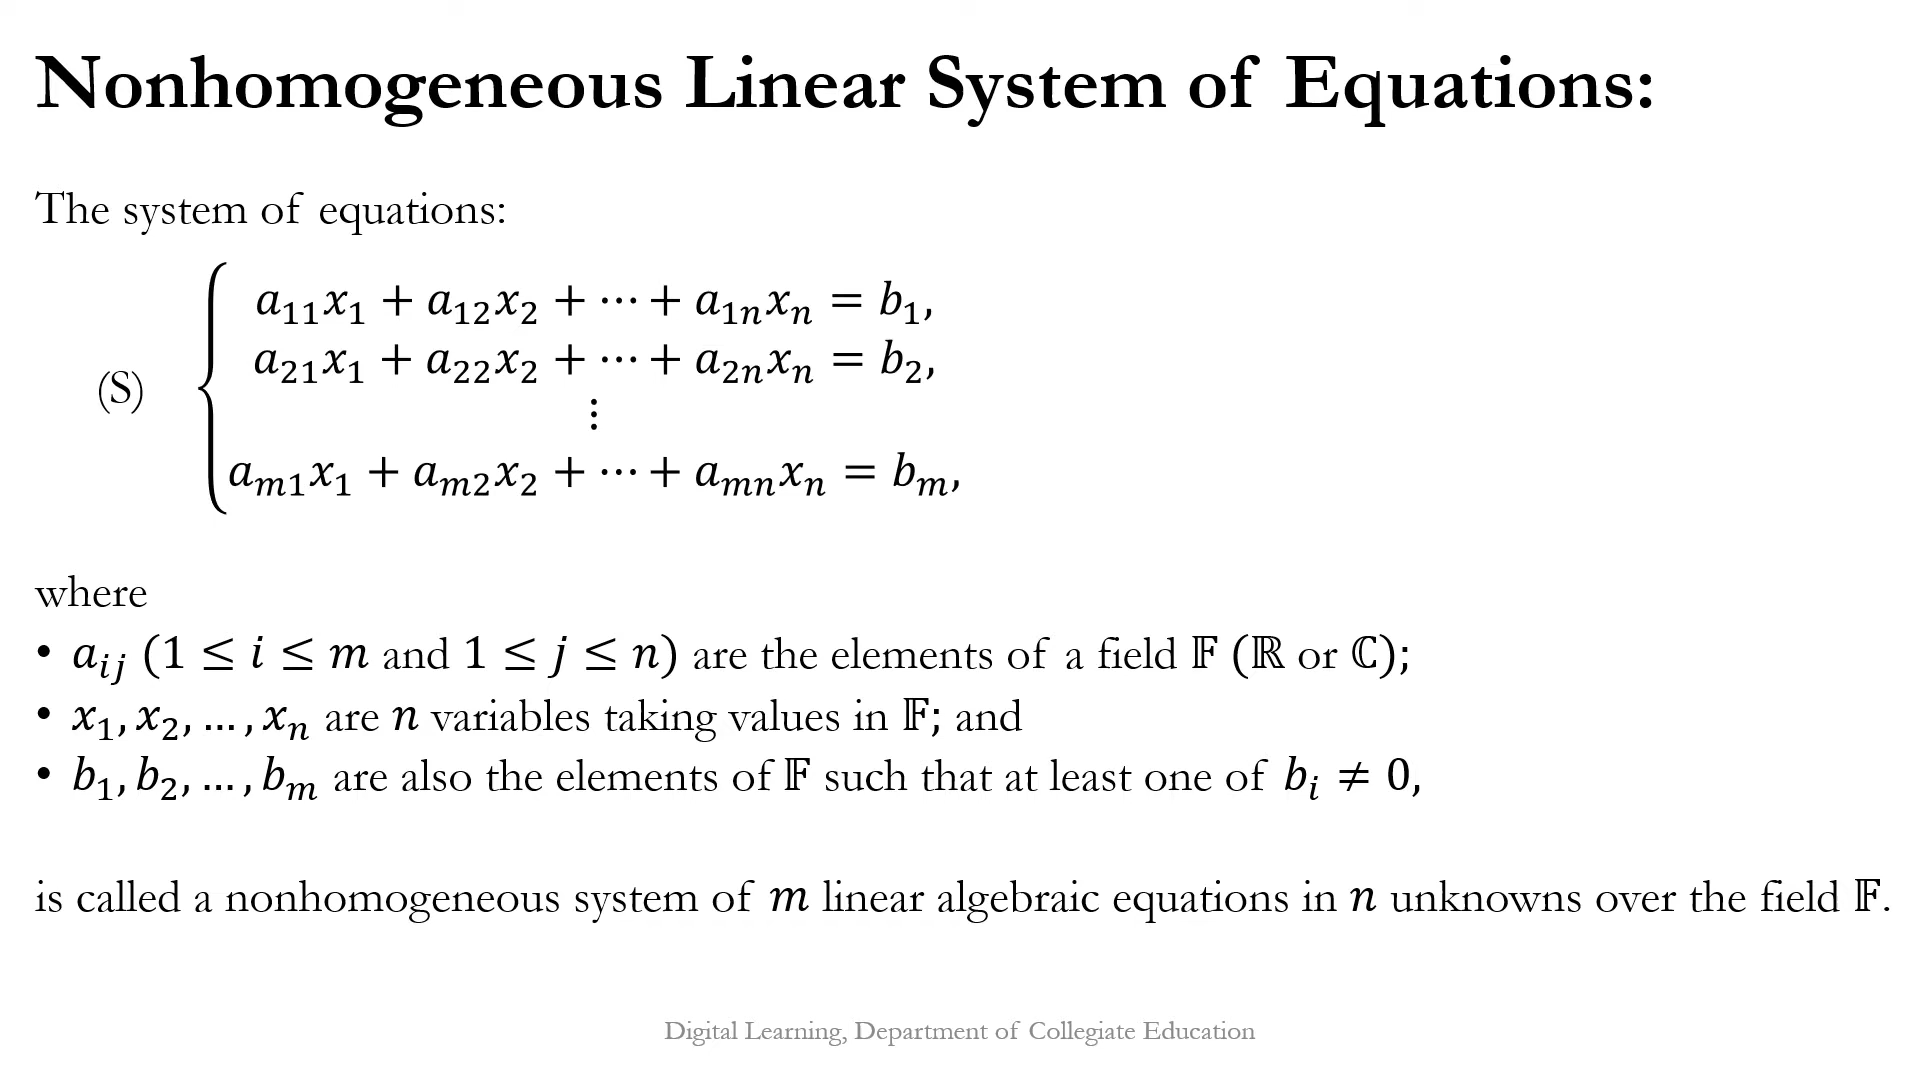 Nonhomogeneous Linear System of Equations:
The system of equations:
a₁₁x₁ + a₁₂x₂ + ⋯ + a₁ₙxₙ = b₁,
a₂₁x₁ + a₂₂x₂ + ⋯ + a₂ₙxₙ = b₂,
(S)
⋮
aₘ₁x₁ + aₘ₂x₂ + ⋯ + aₘₙxₙ = bₘ,
where
• aᵢⱼ (1 ≤ i ≤ m and 1 ≤ j ≤ n) are the elements of a field 𝔽 (ℝ or ℂ);
• x₁, x₂, … , xₙ are n variables taking values in 𝔽; and
• b₁, b₂, … , bₘ are also the elements of 𝔽 such that at least one of bᵢ ≠ 0,
is called a nonhomogeneous system of m linear algebraic equations in n unknowns over the field 𝔽.
Digital Learning, Department of Collegiate Education